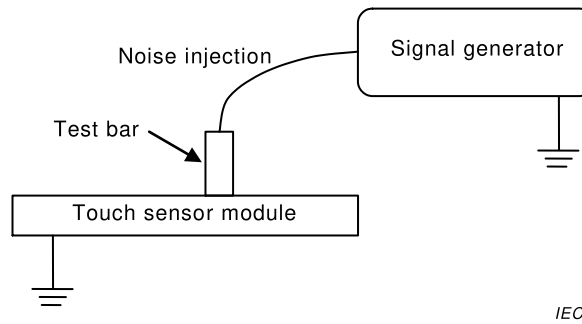 Signal generator
Noise injection
Test bar
Touch sensor module
IEC